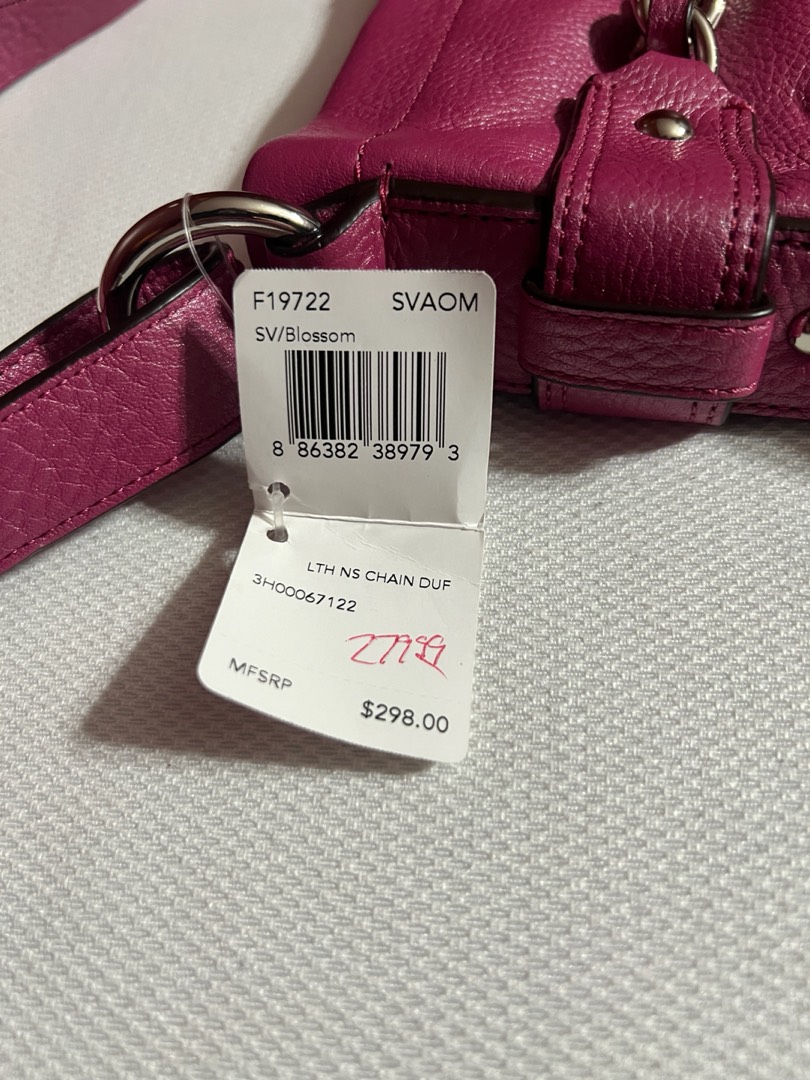 F19722 SVAOM
SV/Blossom
8 86382 38979 3
LTH NS CHAIN DUF
3H00067122
MFSRP
$298.00